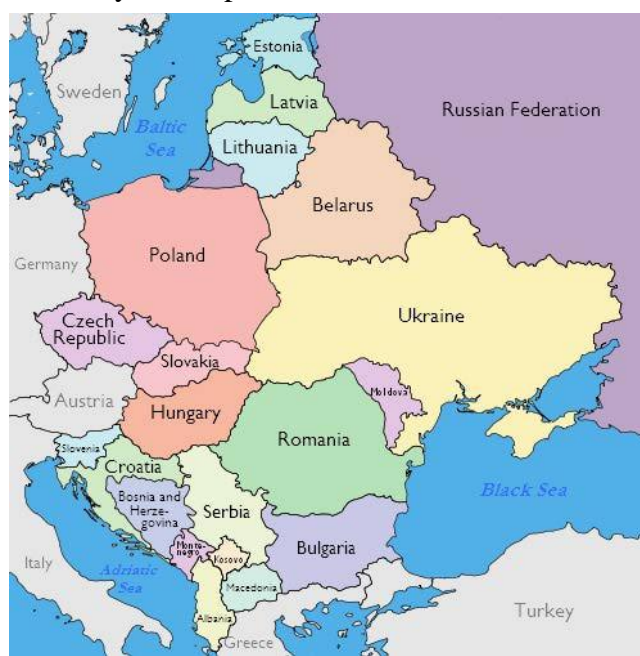 Estonia
Sweden
Latvia
Russian Federation
Baltic
Sea
Lithuania
Belarus
Poland
Germany
Ukraine
Czech
Republic
Slovakia
Austria
Moldova
Hungary
Romania
Slovenia
Croatia
Black Sea
Bosnia and
Herze-
govina
Serbia
Monte-
negro
Kosovo
Bulgaria
Italy
Adriatic
Sea
Macedonia
Albania
Turkey
Greece